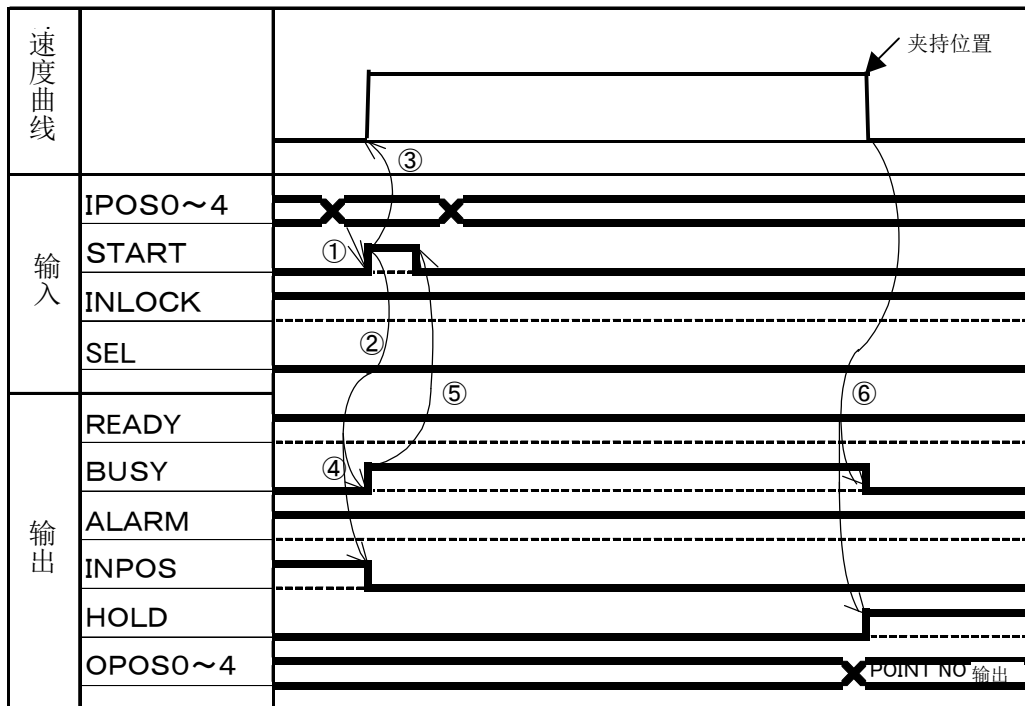 速度曲线
夹持位置
③
输入
IPOS0～4
START
①
INLOCK
②
SEL
输出
⑤
⑥
READY
BUSY
④
ALARM
INPOS
HOLD
OPOS0～4
POINT NO 输出